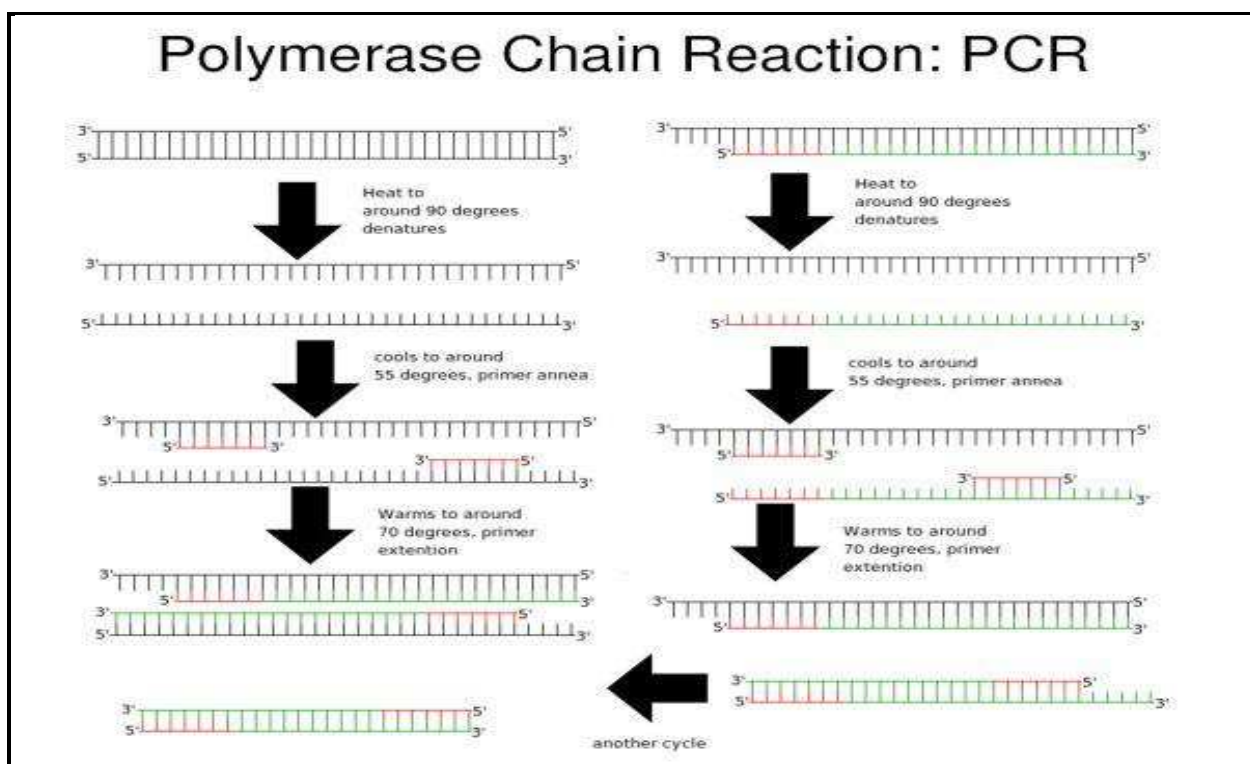 Polymerase Chain Reaction: PCR
3' 5'
5' 3'
Heat to
around 90 degrees
denatures
3' 5'
5' 3'
cools to around
55 degrees, primer annea
3' 5'
5' 3'
3' 5'
5' 3'
Warms to around
70 degrees, primer
extention
3' 5'
5' 3'
3' 5'
5' 3'
3' 5'
5' 3'
Heat to
around 90 degrees
denatures
3' 5'
5' 3'
cools to around
55 degrees, primer annea
3' 5'
5' 3'
3' 5'
5' 3'
Warms to around
70 degrees, primer
extention
3' 5'
5' 3'
3' 5'
5' 3'
another cycle
3' 5'
5' 3'